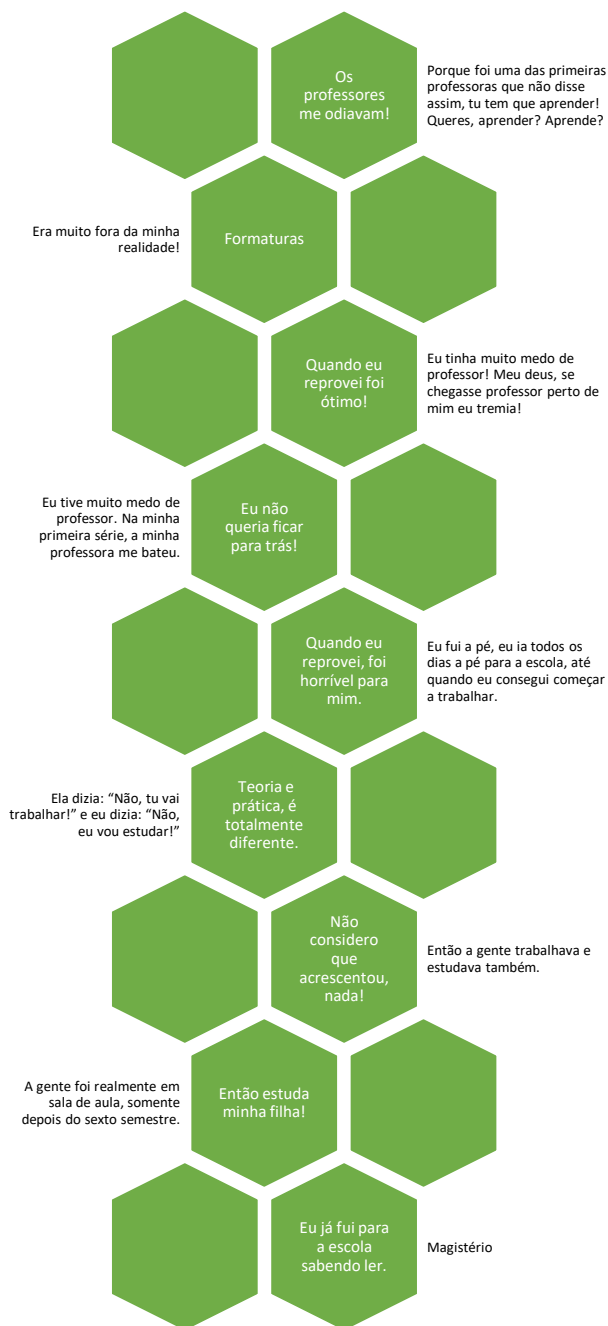 Os
professores
me odiavam!
Porque foi uma das primeiras
professoras que não disse
assim, tu tem que aprender!
Queres, aprender? Aprende?
Era muito fora da minha
realidade!
Formaturas
Quando eu
reprovei foi
ótimo!
Eu tinha muito medo de
professor! Meu deus, se
chegasse professor perto de
mim eu tremia!
Eu tive muito medo de
professor. Na minha
primeira série, a minha
professora me bateu.
Eu não
queria ficar
para trás!
Quando eu
reprovei, foi
horrível para
mim.
Eu fui a pé, eu ia todos os
dias a pé para a escola, até
quando eu consegui começar
a trabalhar.
Ela dizia: “Não, tu vai
trabalhar!” e eu dizia: “Não,
eu vou estudar!”
Teoria e
prática, é
totalmente
diferente.
Não
considero
que
acrescentou,
nada!
Então a gente trabalhava e
estudava também.
A gente foi realmente em
sala de aula, somente
depois do sexto semestre.
Então estuda
minha filha!
Eu já fui para
a escola
sabendo ler.
Magistério